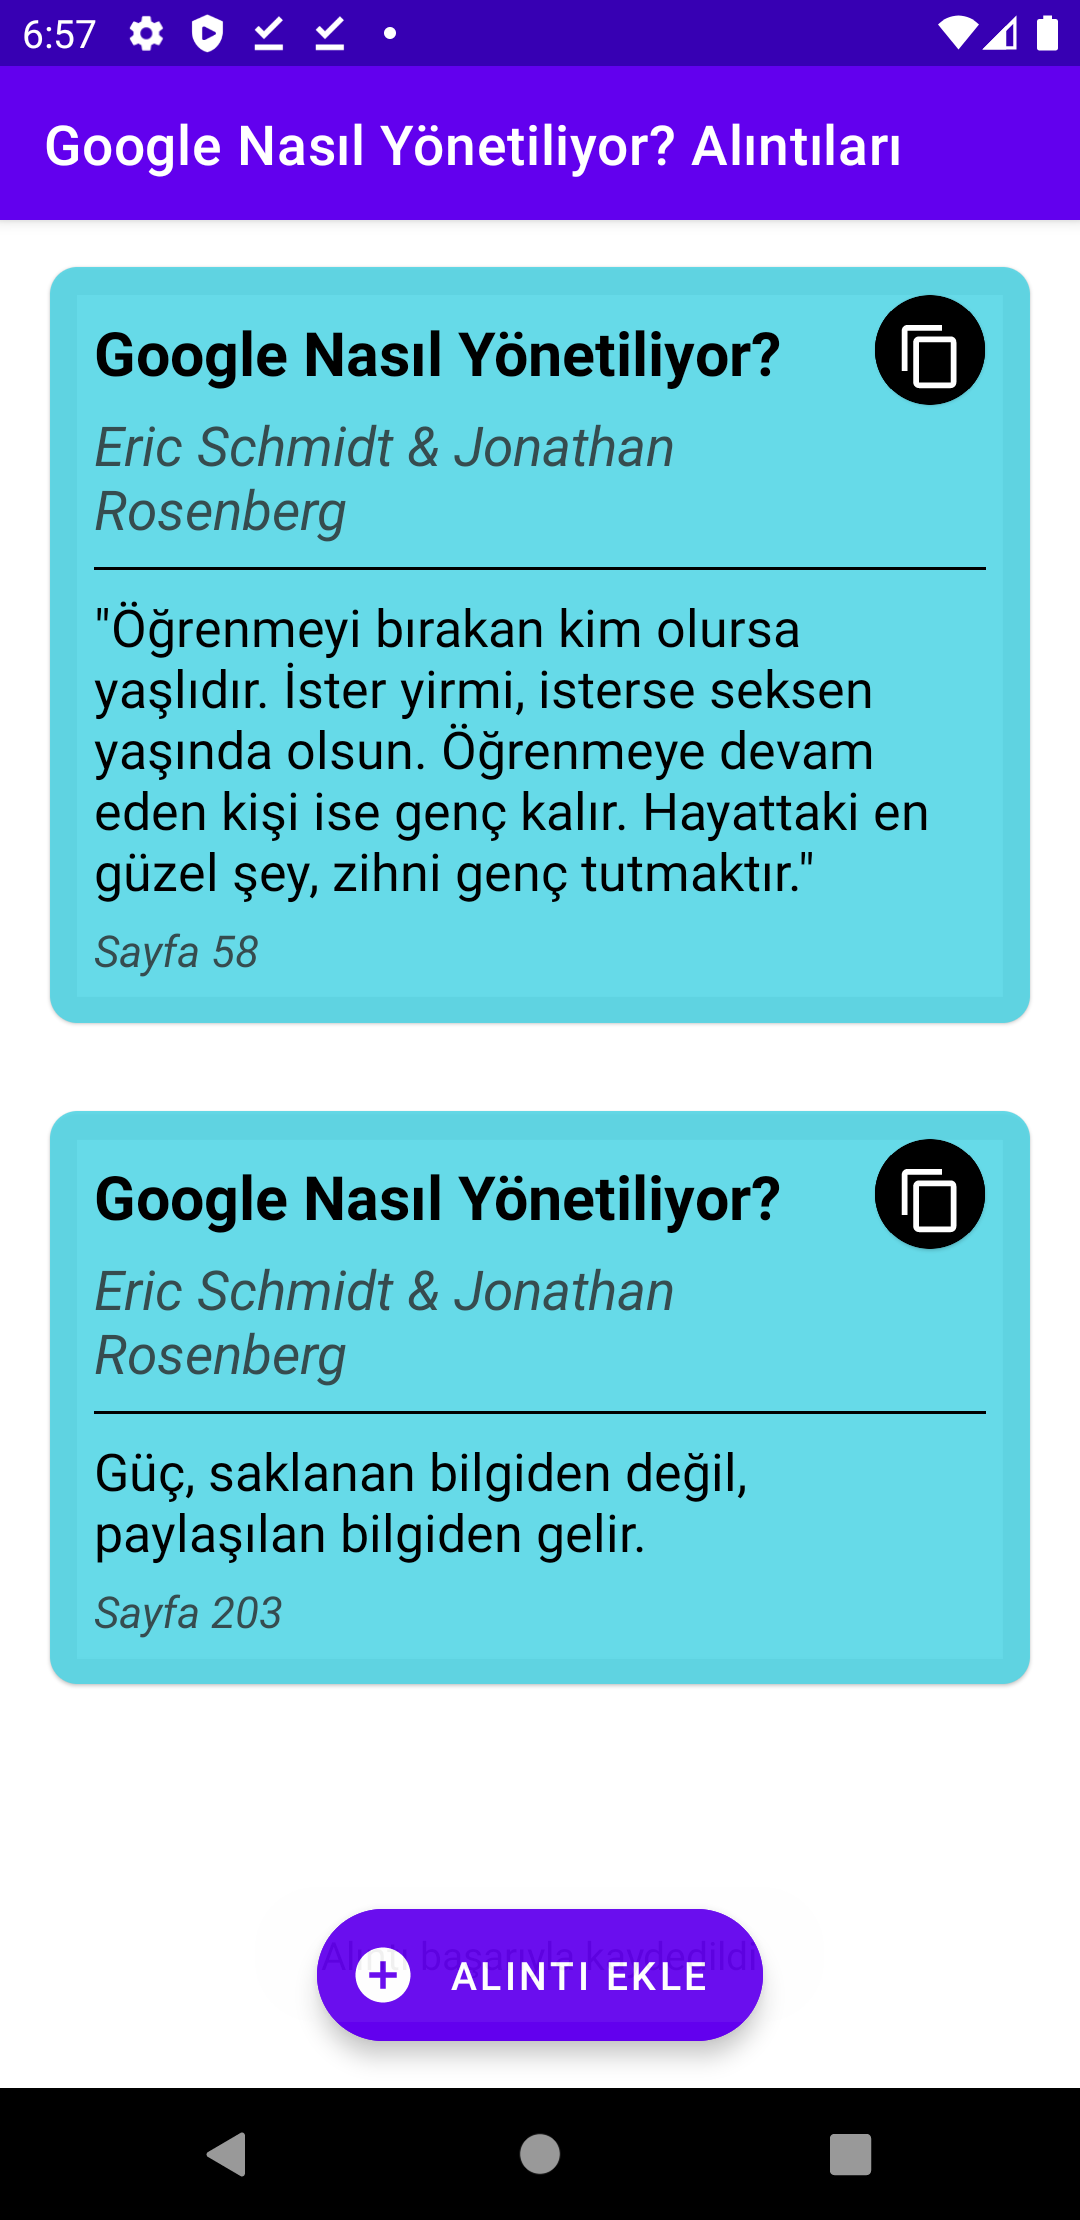 6:57
Google Nasıl Yönetiliyor? Alıntıları
Google Nasıl Yönetiliyor?
Eric Schmidt & Jonathan
Rosenberg
"Öğrenmeyi bırakan kim olursa
yaşlıdır. İster yirmi, isterse seksen
yaşında olsun. Öğrenmeye devam
eden kişi ise genç kalır. Hayattaki en
güzel şey, zihni genç tutmaktır."
Sayfa 58
Google Nasıl Yönetiliyor?
Eric Schmidt & Jonathan
Rosenberg
Güç, saklanan bilgiden değil,
paylaşılan bilgiden gelir.
Sayfa 203
Alıntı başarıyla kaydedildi
ALINTI EKLE